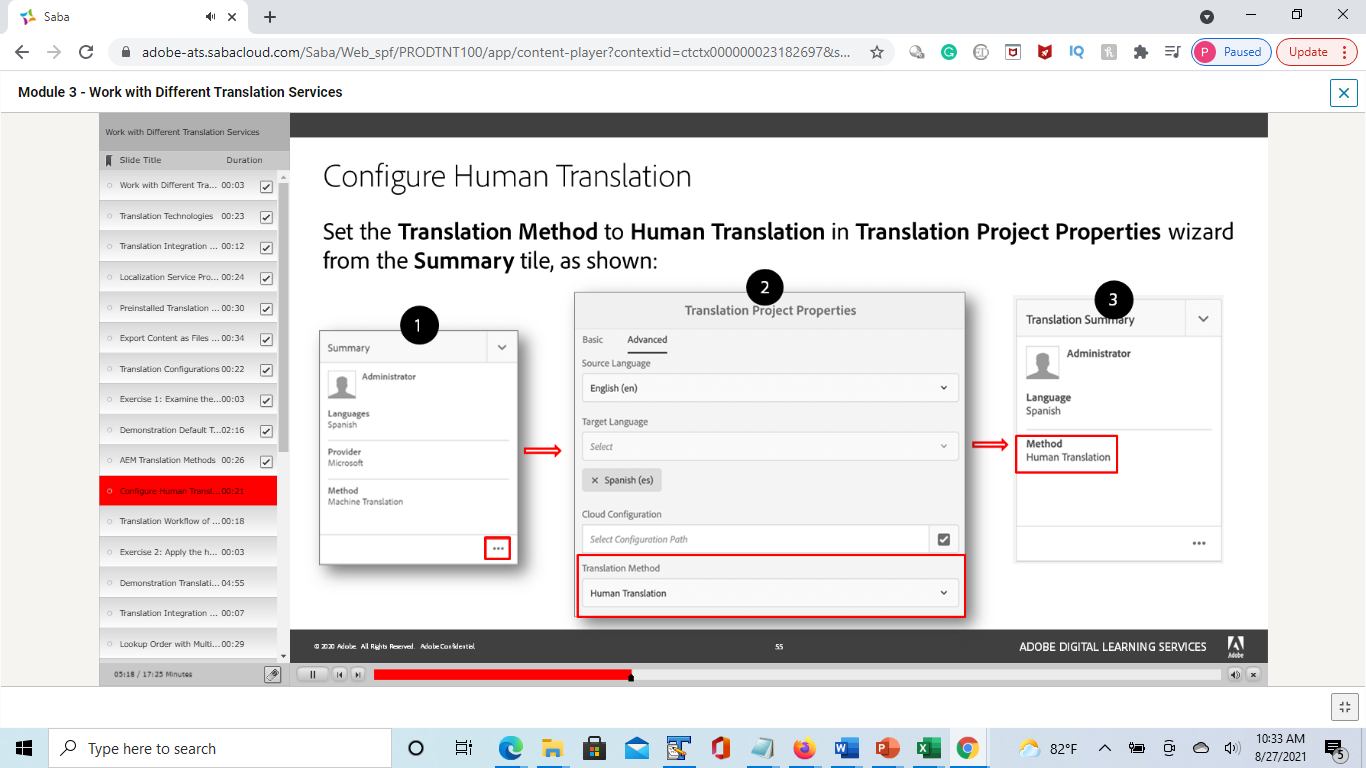 Saba
adobe-ats.sabacloud.com/Saba/Web_spf/PRODTNT100/app/content-player?contextid=ctctx0000000231826978&s...
P Paused
Update
Module 3 - Work with Different Translation Services
Work with Different Translation Services
Slide Title Duration
Work with Different Tra... 00:03
Translation Technologies 00:23
Translation Integration ... 00:12
Localization Service Pro... 00:24
Preinstalled Translation ... 00:30
Export Content as Files ... 00:34
Translation Configurations 00:22
Exercise 1: Examine the... 00:03
Demonstration Default T... 02:16
AEM Translation Methods 00:26
Configure Human Transl... 00:21
Translation Workflow of ... 00:18
Exercise 2: Apply the h... 00:03
Demonstration Translati... 04:55
Translation Integration ... 00:07
Lookup Order with Multi... 00:29
05:18 / 17:25 Minutes
Configure Human Translation
Set the Translation Method to Human Translation in Translation Project Properties wizard
from the Summary tile, as shown:
1
Summary
Administrator
Languages
Spanish
Provider
Microsoft
Method
Machine Translation
2
Translation Project Properties
Basic Advanced
Source Language
English (en)
Target Language
Select
× Spanish (es)
Cloud Configuration
Select Configuration Path
Translation Method
Human Translation
3
Translation Summary
Administrator
Language
Spanish
Method
Human Translation
© 2020 Adobe. All Rights Reserved. Adobe Confidential.
55
ADOBE DIGITAL LEARNING SERVICES
Adobe
Type here to search
82°F
10:33 AM
8/27/2021
5